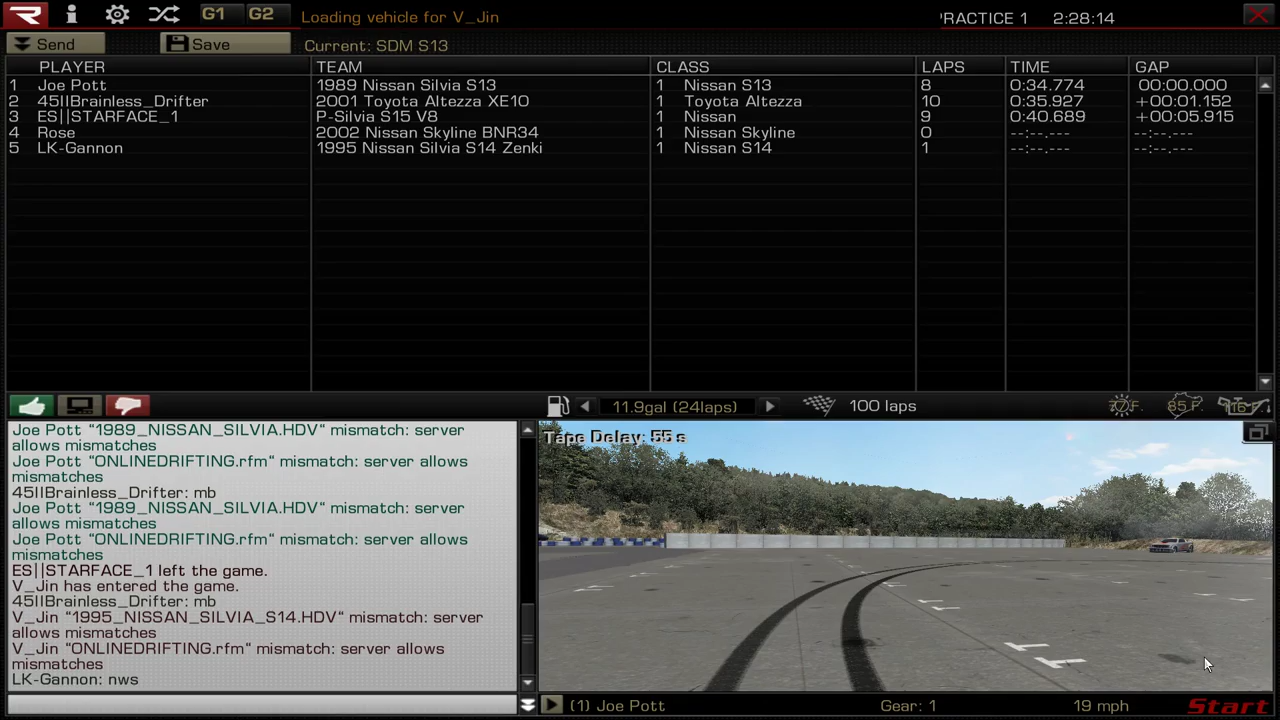 G1 G2 Loading vehicle for V_Jin PRACTICE 1 2:28:14
Send Save Current: SDM S13
PLAYER TEAM CLASS LAPS TIME GAP
1 Joe Pott 1989 Nissan Silvia S13 1 Nissan S13 8 0:34.774 00:00.000
2 45IIBrainless_Drifter 2001 Toyota Altezza XE10 1 Toyota Altezza 10 0:35.927 +00:01.152
3 ES||STARFACE_1 P-Silvia S15 V8 1 Nissan 9 0:40.689 +00:05.915
4 Rose 2002 Nissan Skyline BNR34 1 Nissan Skyline 0 --:--.--- --:--.---
5 LK-Gannon 1995 Nissan Silvia S14 Zenki 1 Nissan S14 1 --:--.--- --:--.---
11.9gal (24laps) 100 laps 77 F. 85 F. 116 F.
Joe Pott "1989_NISSAN_SILVIA.HDV" mismatch: server
allows mismatches
Joe Pott "ONLINEDRIFTING.rfm" mismatch: server allows
mismatches
45IIBrainless_Drifter: mb
Joe Pott "1989_NISSAN_SILVIA.HDV" mismatch: server
allows mismatches
Joe Pott "ONLINEDRIFTING.rfm" mismatch: server allows
mismatches
ES||STARFACE_1 left the game.
V_Jin has entered the game.
45IIBrainless_Drifter: mb
V_Jin "1995_NISSAN_SILVIA_S14.HDV" mismatch: server
allows mismatches
V_Jin "ONLINEDRIFTING.rfm" mismatch: server allows
mismatches
LK-Gannon: nws
Tape Delay: 55 s
(1) Joe Pott Gear: 1 19 mph Start